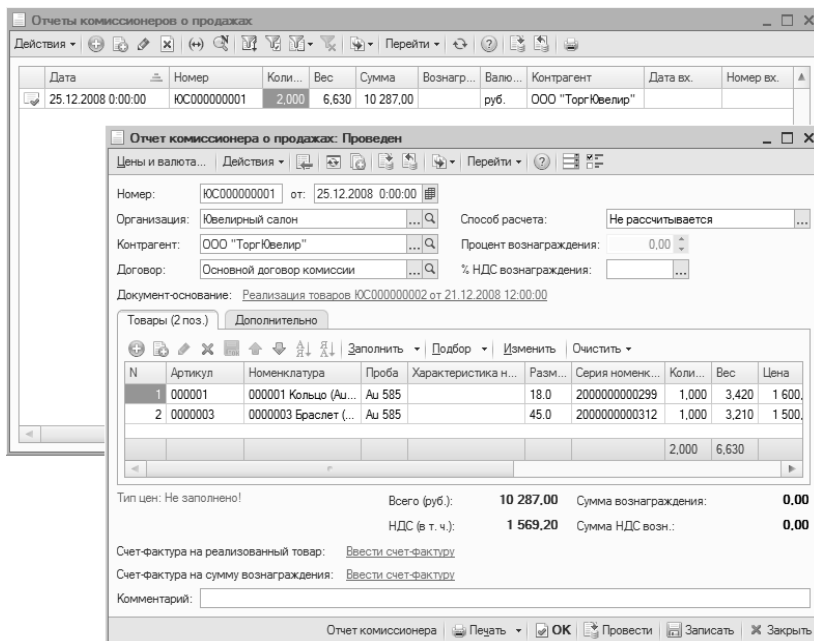 Отчеты комиссионеров о продажах
Действия Перейти
Дата Номер Коли... Вес Сумма Вознагр... Валю... Контрагент Дата вх. Номер вх.
25.12.2008 0:00:00 ЮС000000001 2,000 6,630 10 287,00 руб. ООО "ТоргЮвелир"
Отчет комиссионера о продажах: Проведен
Цены и валюта... Действия Перейти
Номер: ЮС000000001 от: 25.12.2008 0:00:00
Организация: Ювелирный салон ... Способ расчета: Не рассчитывается ...
Контрагент: ООО "ТоргЮвелир" ... Процент вознаграждения: 0,00
Договор: Основной договор комиссии ... % НДС вознаграждения: ...
Документ-основание: Реализация товаров ЮС000000002 от 21.12.2008 12:00:00
Товары (2 поз.) Дополнительно
Заполнить Подбор Изменить Очистить
N Артикул Номенклатура Проба Характеристика н... Разм... Серия номенк... Коли... Вес Цена
1 000001 000001 Кольцо (Au... Au 585 18.0 2000000000299 1,000 3,420 1 600,
2 0000003 0000003 Браслет (... Au 585 45.0 2000000000312 1,000 3,210 1 500,
2,000 6,630
Тип цен: Не заполнено! Всего (руб.): 10 287,00 Сумма вознаграждения: 0,00
НДС (в т. ч.): 1 569,20 Сумма НДС возн.: 0,00
Счет-фактура на реализованный товар: Ввести счет-фактуру
Счет-фактура на сумму вознаграждения: Ввести счет-фактуру
Комментарий:
Отчет комиссионера Печать OK Провести Записать Закрыть